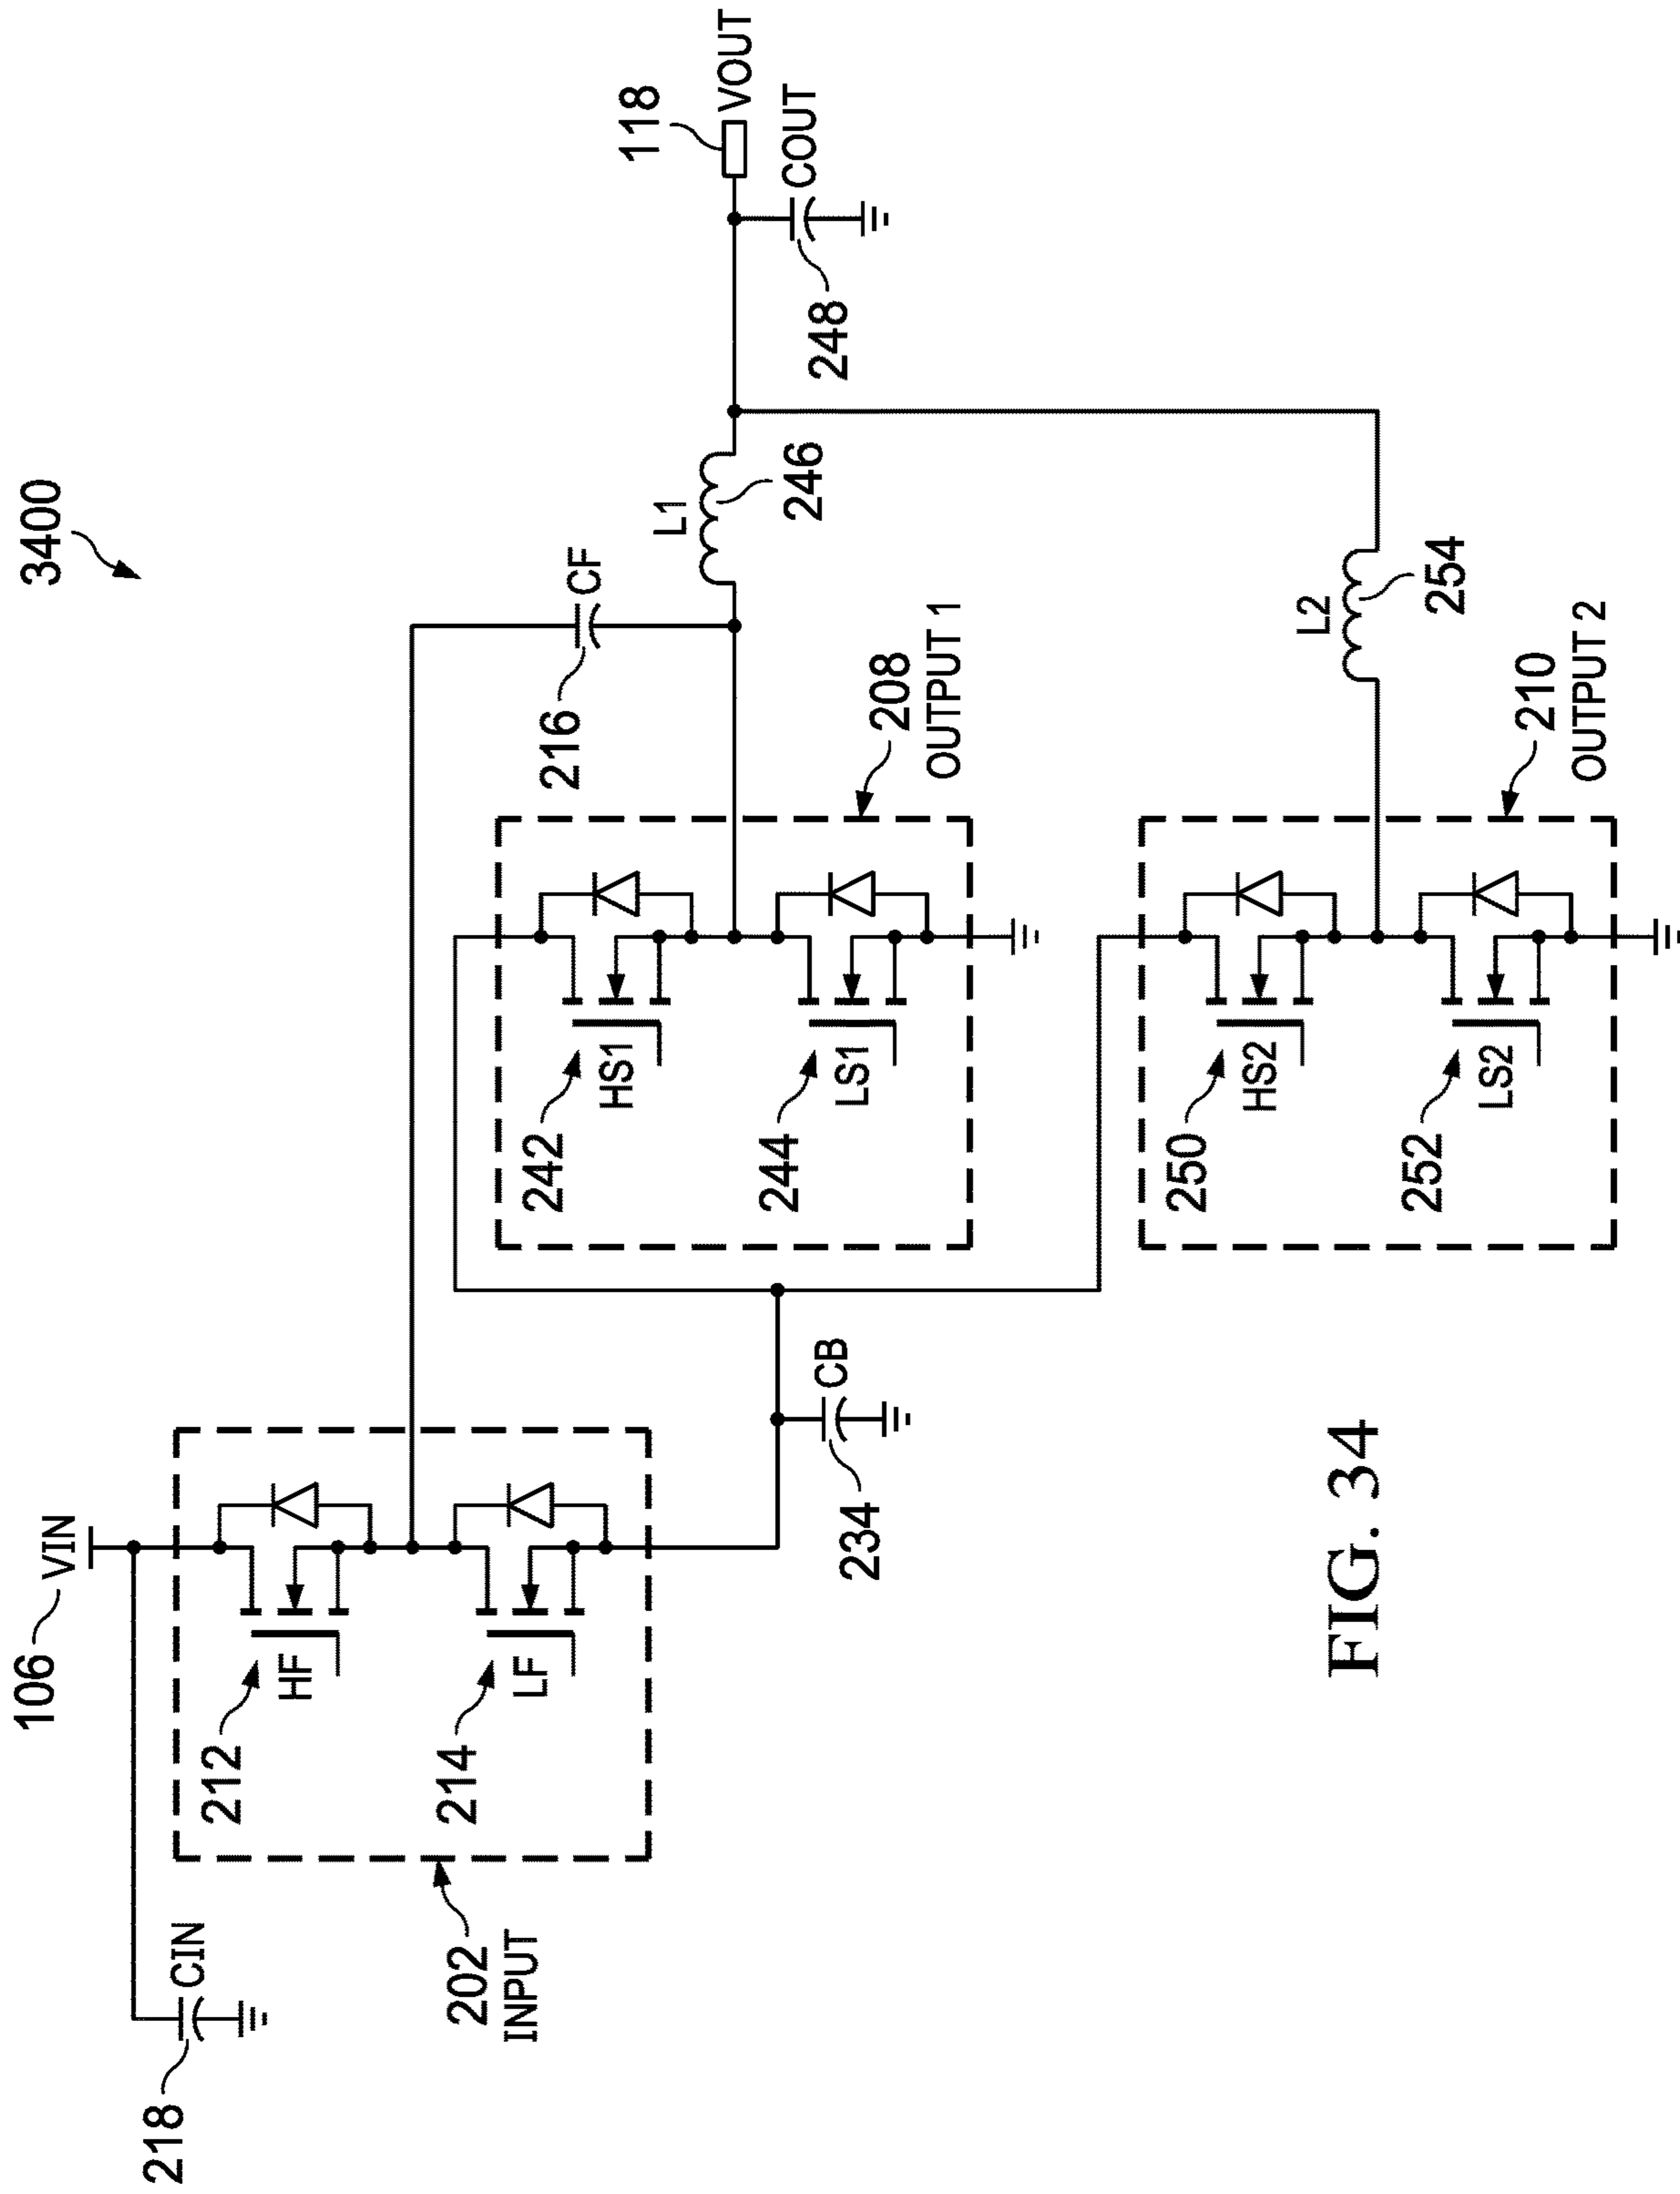 3400
106
VIN
218
CIN
212
HF
214
LF
202
INPUT
216
CF
L1
246
118
VOUT
COUT
248
234
CB
242
HS1
244
LS1
208
OUTPUT 1
250
HS2
252
LS2
210
OUTPUT 2
L2
254
FIG. 34